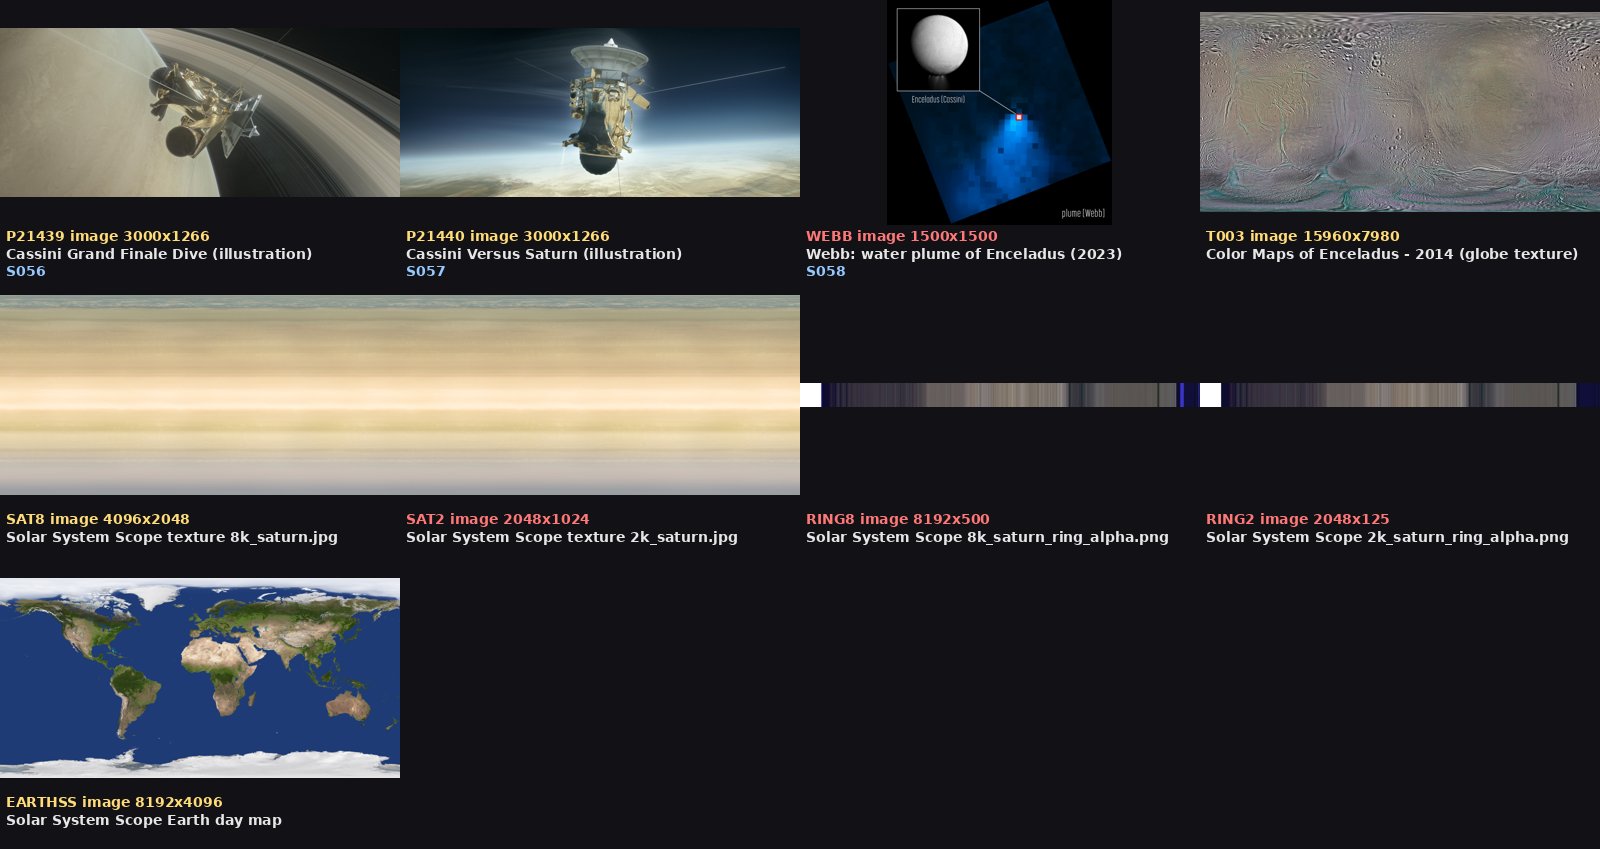 Enceladus (Cassini)
plume (Webb)
P21439 image 3000x1266
Cassini Grand Finale Dive (illustration)
S056
P21440 image 3000x1266
Cassini Versus Saturn (illustration)
S057
WEBB image 1500x1500
Webb: water plume of Enceladus (2023)
S058
T003 image 15960x7980
Color Maps of Enceladus - 2014 (globe texture)
SAT8 image 4096x2048
Solar System Scope texture 8k_saturn.jpg
SAT2 image 2048x1024
Solar System Scope texture 2k_saturn.jpg
RING8 image 8192x500
Solar System Scope 8k_saturn_ring_alpha.png
RING2 image 2048x125
Solar System Scope 2k_saturn_ring_alpha.png
EARTHSS image 8192x4096
Solar System Scope Earth day map